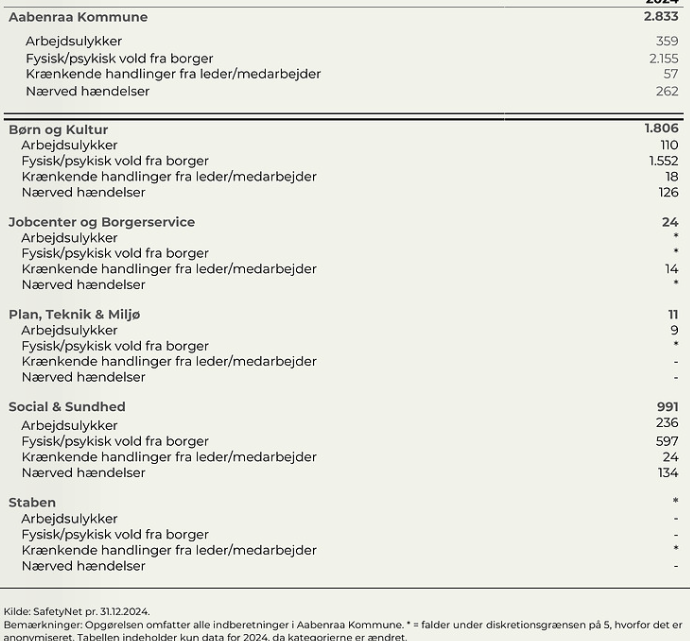 2024
Aabenraa Kommune 2.833
Arbejdsulykker 359
Fysisk/psykisk vold fra borger 2.155
Krænkende handlinger fra leder/medarbejder 57
Nærved hændelser 262
Børn og Kultur 1.806
Arbejdsulykker 110
Fysisk/psykisk vold fra borger 1.552
Krænkende handlinger fra leder/medarbejder 18
Nærved hændelser 126
Jobcenter og Borgerservice 24
Arbejdsulykker *
Fysisk/psykisk vold fra borger *
Krænkende handlinger fra leder/medarbejder 14
Nærved hændelser *
Plan, Teknik & Miljø 11
Arbejdsulykker 9
Fysisk/psykisk vold fra borger *
Krænkende handlinger fra leder/medarbejder -
Nærved hændelser -
Social & Sundhed 991
Arbejdsulykker 236
Fysisk/psykisk vold fra borger 597
Krænkende handlinger fra leder/medarbejder 24
Nærved hændelser 134
Staben *
Arbejdsulykker -
Fysisk/psykisk vold fra borger -
Krænkende handlinger fra leder/medarbejder *
Nærved hændelser -
Kilde: SafetyNet pr. 31.12.2024.
Bemærkninger: Opgørelsen omfatter alle indberetninger i Aabenraa Kommune. * = falder under diskretionsgrænsen på 5, hvorfor det er
anonymiseret. Tabellen indeholder kun data for 2024, da kategorierne er ændret.